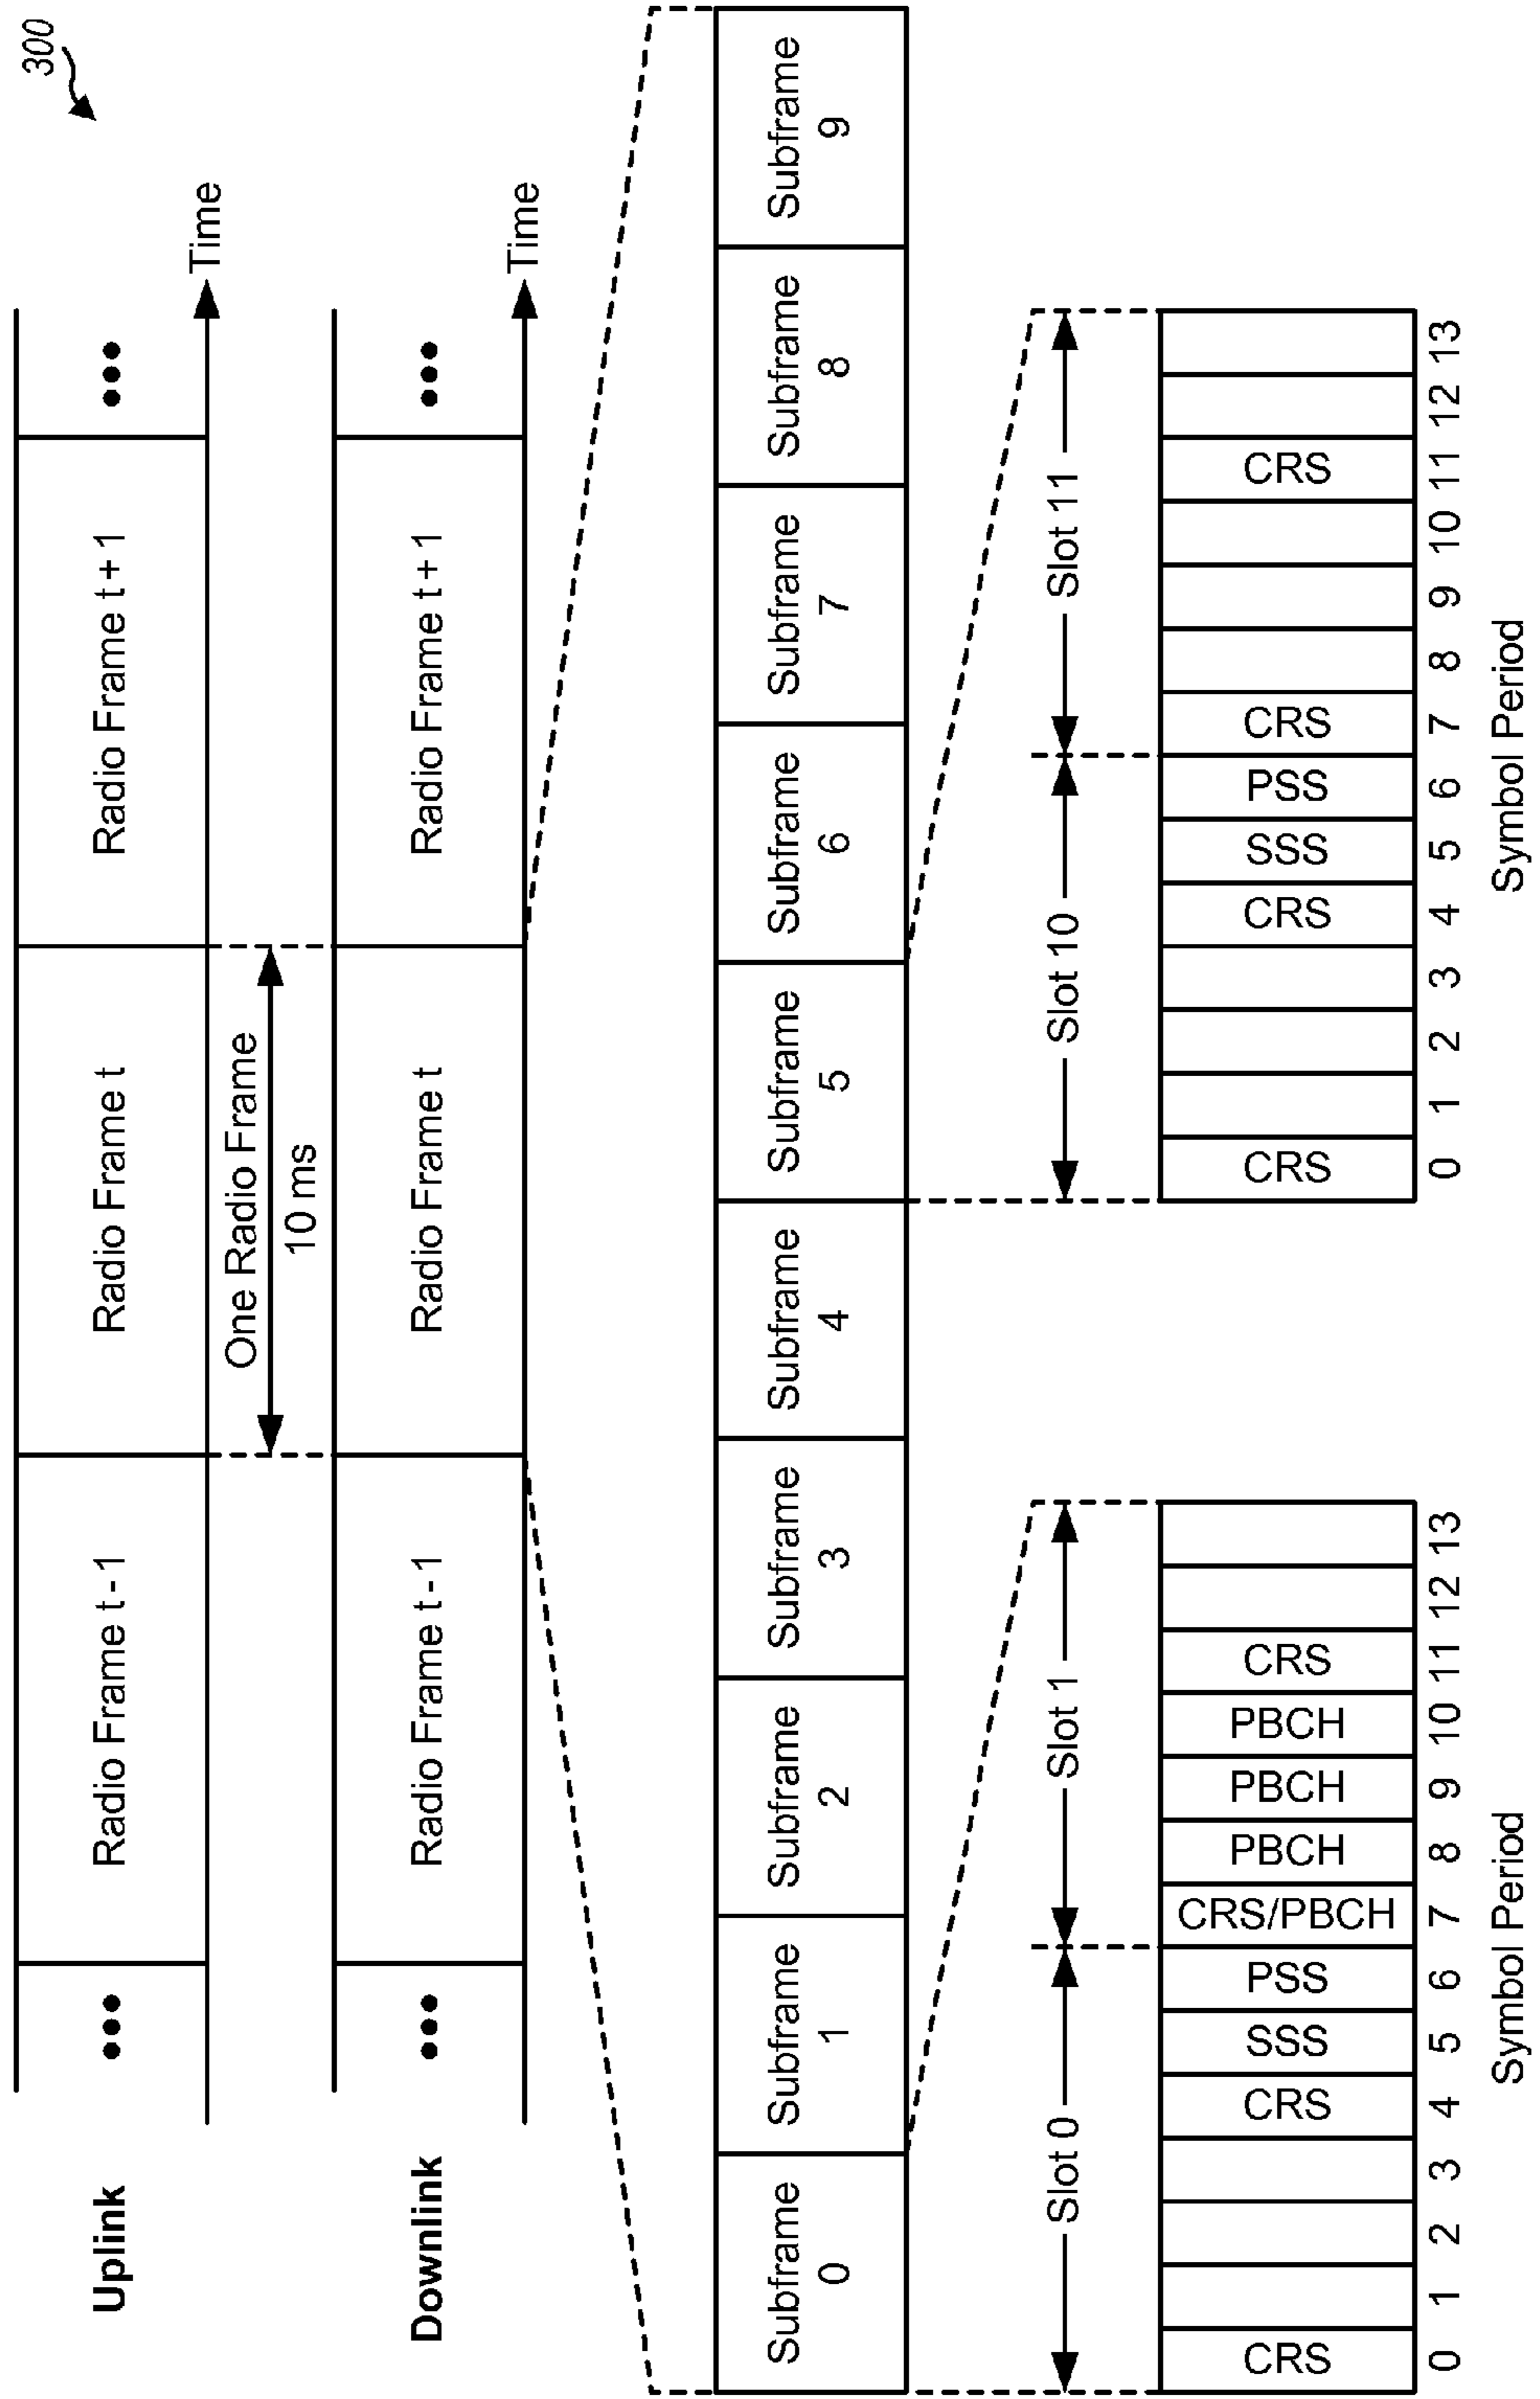 300
Uplink
•••
Radio Frame t - 1
Radio Frame t
Radio Frame t + 1
•••
Time
One Radio Frame
10 ms
Downlink
•••
Radio Frame t - 1
Radio Frame t
Radio Frame t + 1
•••
Time
Subframe
0
Subframe
1
Subframe
2
Subframe
3
Subframe
4
Subframe
5
Subframe
6
Subframe
7
Subframe
8
Subframe
9
Slot 0
Slot 1
CRS CRS SSS PSS CRS/PBCH PBCH PBCH PBCH CRS
0 1 2 3 4 5 6 7 8 9 10 11 12 13
Symbol Period
Slot 10
Slot 11
CRS CRS SSS PSS CRS CRS
0 1 2 3 4 5 6 7 8 9 10 11 12 13
Symbol Period